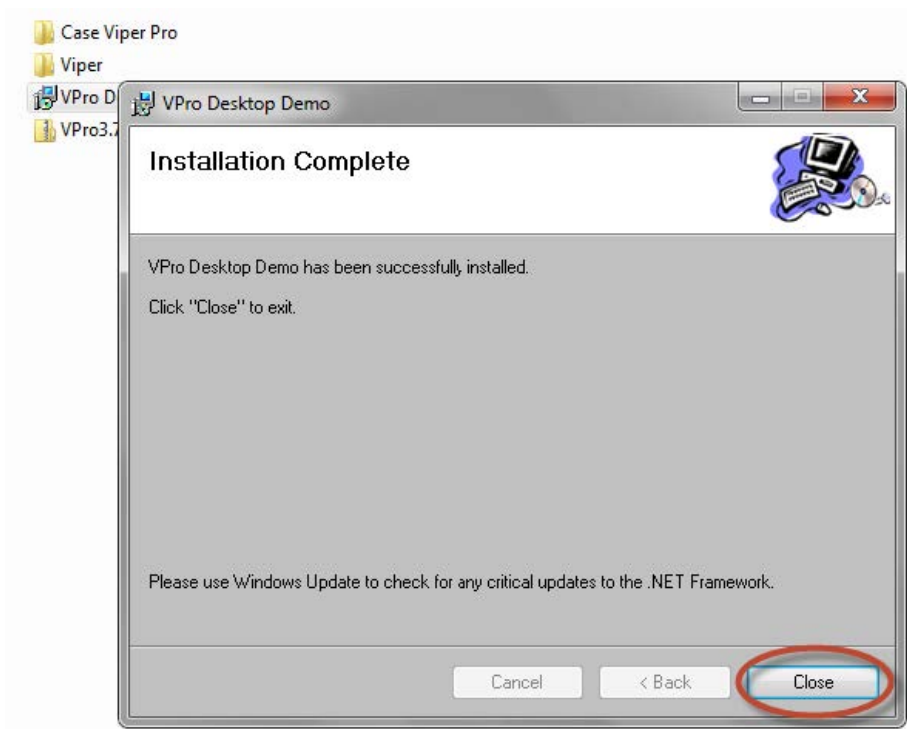 Case Viper Pro
Viper
VPro D
VPro3.7
VPro Desktop Demo
Installation Complete
VPro Desktop Demo has been successfully installed.
Click "Close" to exit.
Please use Windows Update to check for any critical updates to the .NET Framework.
Cancel
< Back
Close